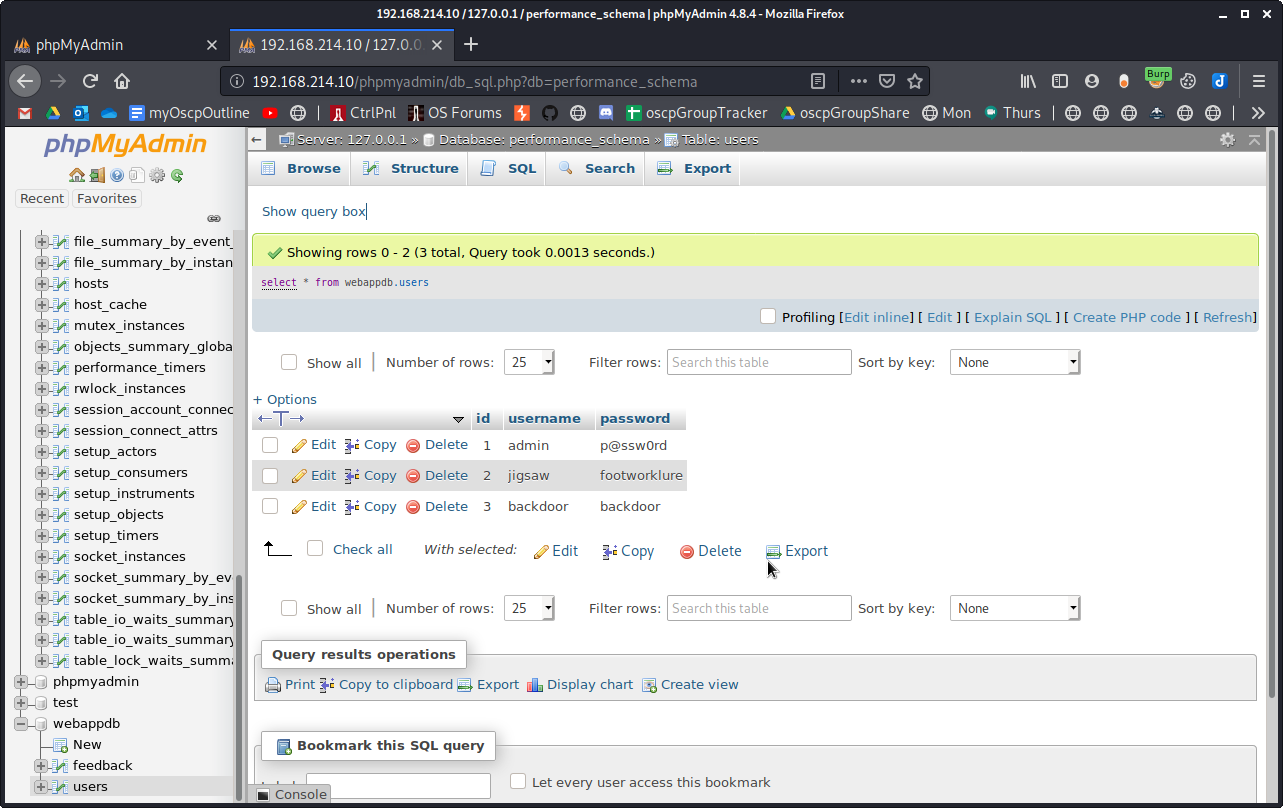 192.168.214.10 / 127.0.0.1 / performance_schema | phpMyAdmin 4.8.4 - Mozilla Firefox
phpMyAdmin
192.168.214.10 / 127.0.0
192.168.214.10/phpmyadmin/db_sql.php?db=performance_schema
Burp
myOscpOutline
CtrlPnl
OS Forums
oscpGroupTracker
oscpGroupShare
Mon
Thurs
phpMyAdmin
Recent
Favorites
file_summary_by_event_
file_summary_by_instan
hosts
host_cache
mutex_instances
objects_summary_globa
performance_timers
rwlock_instances
session_account_connec
session_connect_attrs
setup_actors
setup_consumers
setup_instruments
setup_objects
setup_timers
socket_instances
socket_summary_by_ev
socket_summary_by_ins
table_io_waits_summary
table_io_waits_summary
table_lock_waits_summa
phpmyadmin
test
webappdb
New
feedback
users
Server: 127.0.0.1 » Database: performance_schema » Table: users
Browse Structure SQL Search Export
Show query box
Showing rows 0 - 2 (3 total, Query took 0.0013 seconds.)
select * from webappdb.users
Profiling [Edit inline] [ Edit ] [ Explain SQL ] [ Create PHP code ] [ Refresh]
Show all | Number of rows: 25 Filter rows: Search this table Sort by key: None
+ Options
←T→ id username password
Edit Copy Delete 1 admin p@ssw0rd
Edit Copy Delete 2 jigsaw footworklure
Edit Copy Delete 3 backdoor backdoor
Check all With selected: Edit Copy Delete Export
Show all | Number of rows: 25 Filter rows: Search this table Sort by key: None
Query results operations
Print Copy to clipboard Export Display chart Create view
Bookmark this SQL query
Let every user access this bookmark
Console